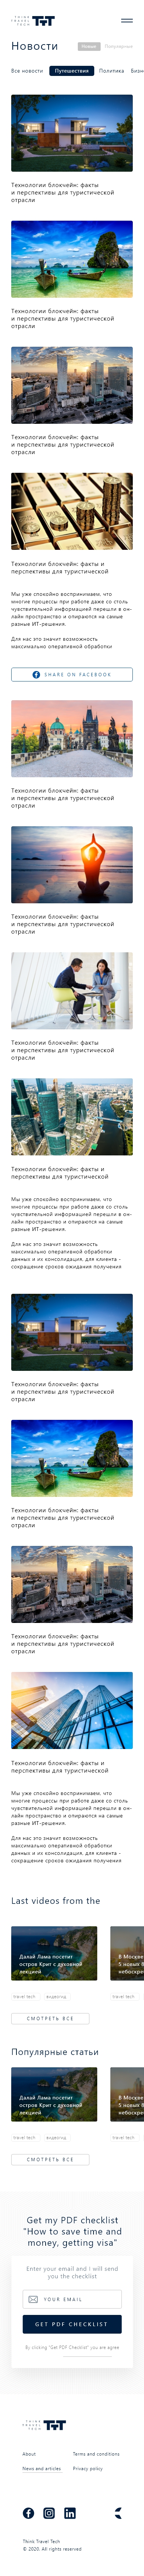 THINK
TRAVEL
TECH
Новости
Новые
Популярные
Все новости
Путешествия
Политика
Бизн
Технологии блокчейн: факты
и перспективы для туристической
отрасли
Технологии блокчейн: факты
и перспективы для туристической
отрасли
Технологии блокчейн: факты
и перспективы для туристической
отрасли
Технологии блокчейн: факты и
перспективы для туристической
Мы уже спокойно воспринимаем, что
многие процессы при работе даже со столь
чувствительной информацией перешли в он-
лайн пространство и опираются на самые
разные ИТ-решения.
Для нас это значит возможность
максимально оперативной обработки
SHARE ON FACEBOOK
Технологии блокчейн: факты
и перспективы для туристической
отрасли
Технологии блокчейн: факты
и перспективы для туристической
отрасли
Технологии блокчейн: факты
и перспективы для туристической
отрасли
Технологии блокчейн: факты и
перспективы для туристической
Мы уже спокойно воспринимаем, что
многие процессы при работе даже со столь
чувствительной информацией перешли в он-
лайн пространство и опираются на самые
разные ИТ-решения.
Для нас это значит возможность
максимально оперативной обработки
данных и их консолидация, для клиента -
сокращение сроков ожидания получения
Технологии блокчейн: факты
и перспективы для туристической
отрасли
Технологии блокчейн: факты
и перспективы для туристической
отрасли
Технологии блокчейн: факты
и перспективы для туристической
отрасли
Технологии блокчейн: факты и
перспективы для туристической
Мы уже спокойно воспринимаем, что
многие процессы при работе даже со столь
чувствительной информацией перешли в он-
лайн пространство и опираются на самые
разные ИТ-решения.
Для нас это значит возможность
максимально оперативной обработки
данных и их консолидация, для клиента -
сокращение сроков ожидания получения
Last videos from the
Далай Лама посетит
остров Крит с духовной
лекцией
В Москве
5 новых
небоскре
travel tech
видеогид
travel tech
СМОТРЕТЬ ВСЕ
Популярные статьи
Далай Лама посетит
остров Крит с духовной
лекцией
В Москве
5 новых
небоскре
travel tech
видеогид
travel tech
СМОТРЕТЬ ВСЕ
Get my PDF checklist
"How to save time and
money, getting visa"
Enter your email and i will send
you the checklist
YOUR EMAIL
GET PDF CHECKLIST
By clicking "Get PDF Checklist" you are agree
THINK
TRAVEL
TECH
About
Terms and conditions
News and articles
Privacy policy
Think Travel Tech
© 2020. All rights reserved